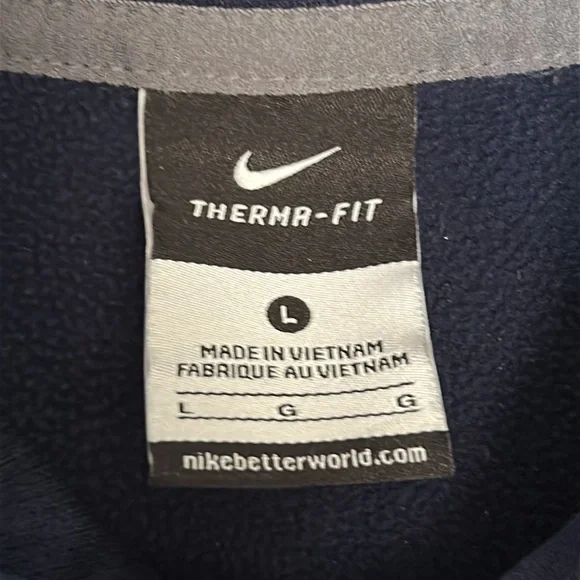 THERMA-FIT
L
MADE IN VIETNAM
FABRIQUE AU VIETNAM
L G G
nikebetterworld.com